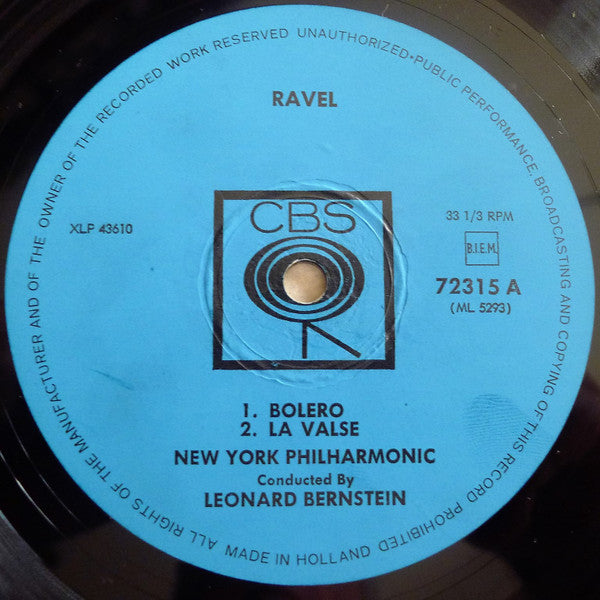 RAVEL
CBS
XLP 43610
33 1/3 RPM
B.I.E.M.
72315 A
(ML 5293)
1. BOLERO
2. LA VALSE
NEW YORK PHILHARMONIC
Conducted By
LEONARD BERNSTEIN
ALL RIGHTS OF THE MANUFACTURER AND OF THE OWNER OF THE RECORDED WORK RESERVED UNAUTHORIZED•PUBLIC PERFORMANCE, BROADCASTING AND COPYING OF THIS RECORD PROHIBITED
MADE IN HOLLAND